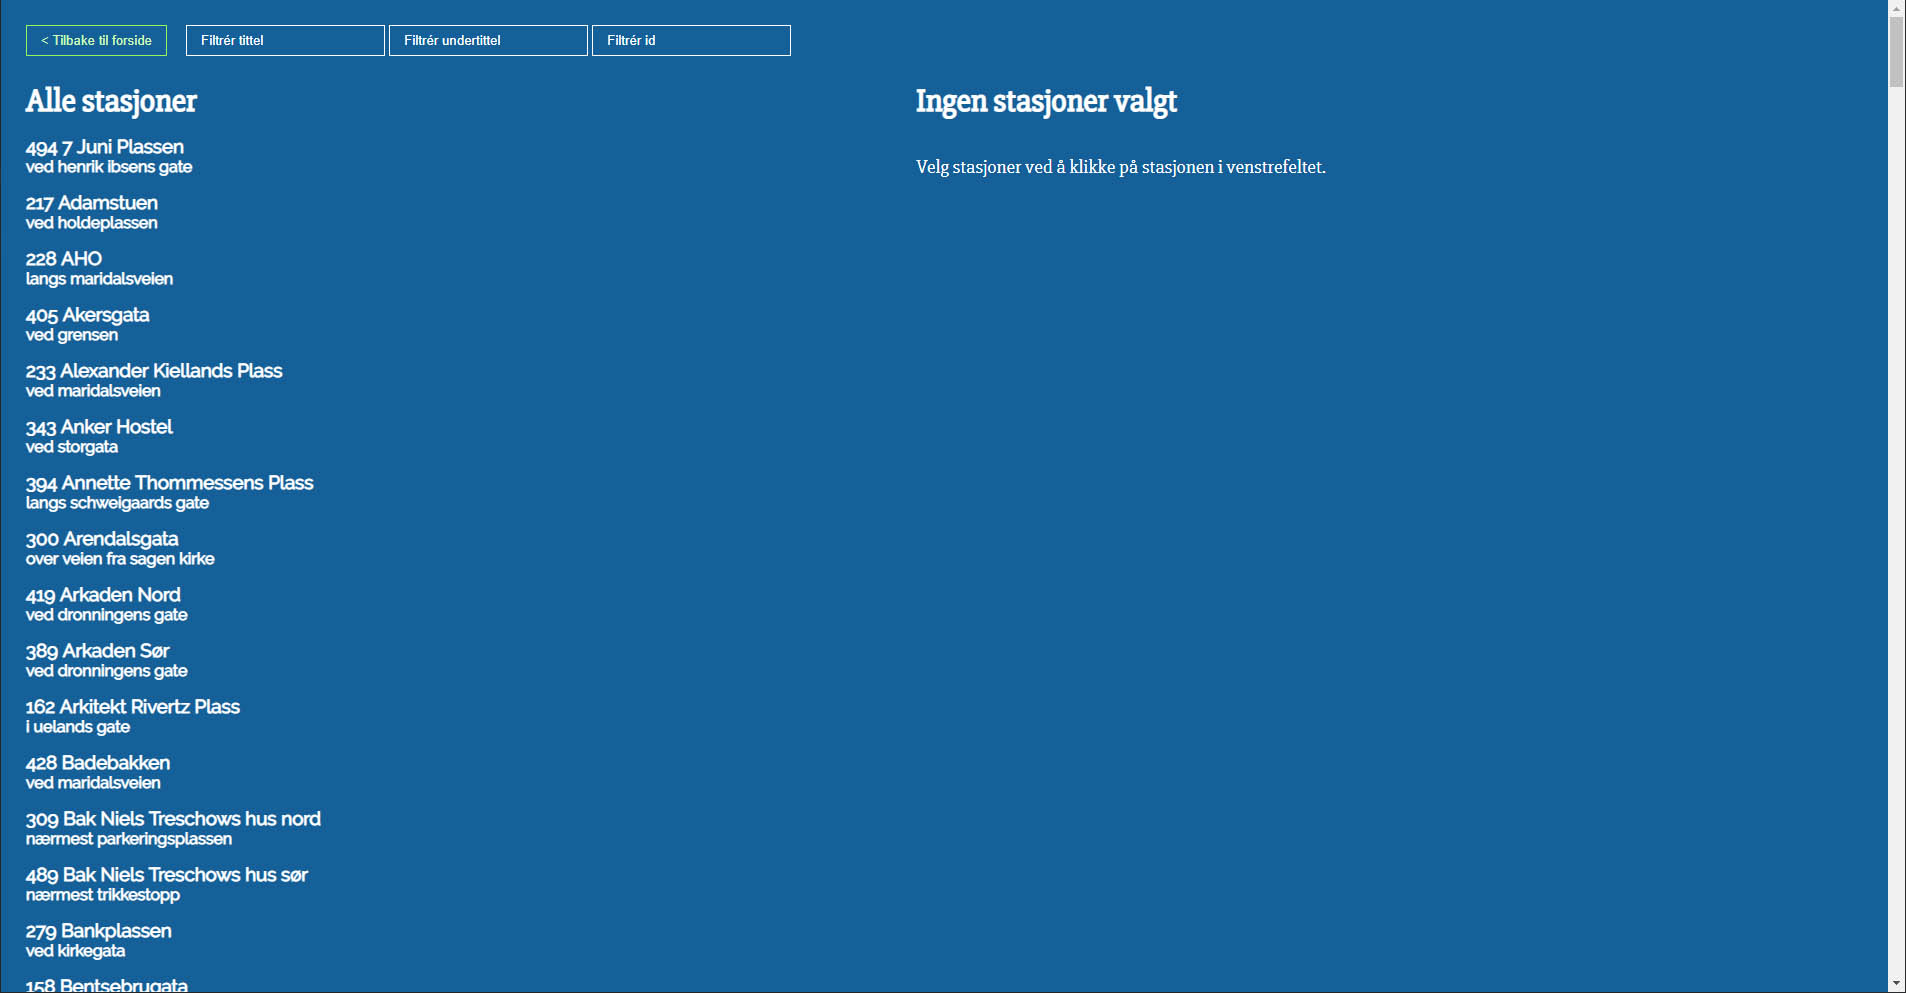 < Tilbake til forside
Filtrér tittel
Filtrér undertittel
Filtrér id
Alle stasjoner
494 7 Juni Plassen
ved henrik ibsens gate
217 Adamstuen
ved holdeplassen
228 AHO
langs maridalsveien
405 Akersgata
ved grensen
233 Alexander Kiellands Plass
ved maridalsveien
343 Anker Hostel
ved storgata
394 Annette Thommessens Plass
langs schweigaards gate
300 Arendalsgata
over veien fra sagen kirke
419 Arkaden Nord
ved dronningens gate
389 Arkaden Sør
ved dronningens gate
162 Arkitekt Rivertz Plass
i uelands gate
428 Badebakken
ved maridalsveien
309 Bak Niels Treschows hus nord
nærmest parkeringsplassen
489 Bak Niels Treschows hus sør
nærmest trikkestopp
279 Bankplassen
ved kirkegata
158 Bentsebrugata
Ingen stasjoner valgt
Velg stasjoner ved å klikke på stasjonen i venstrefeltet.